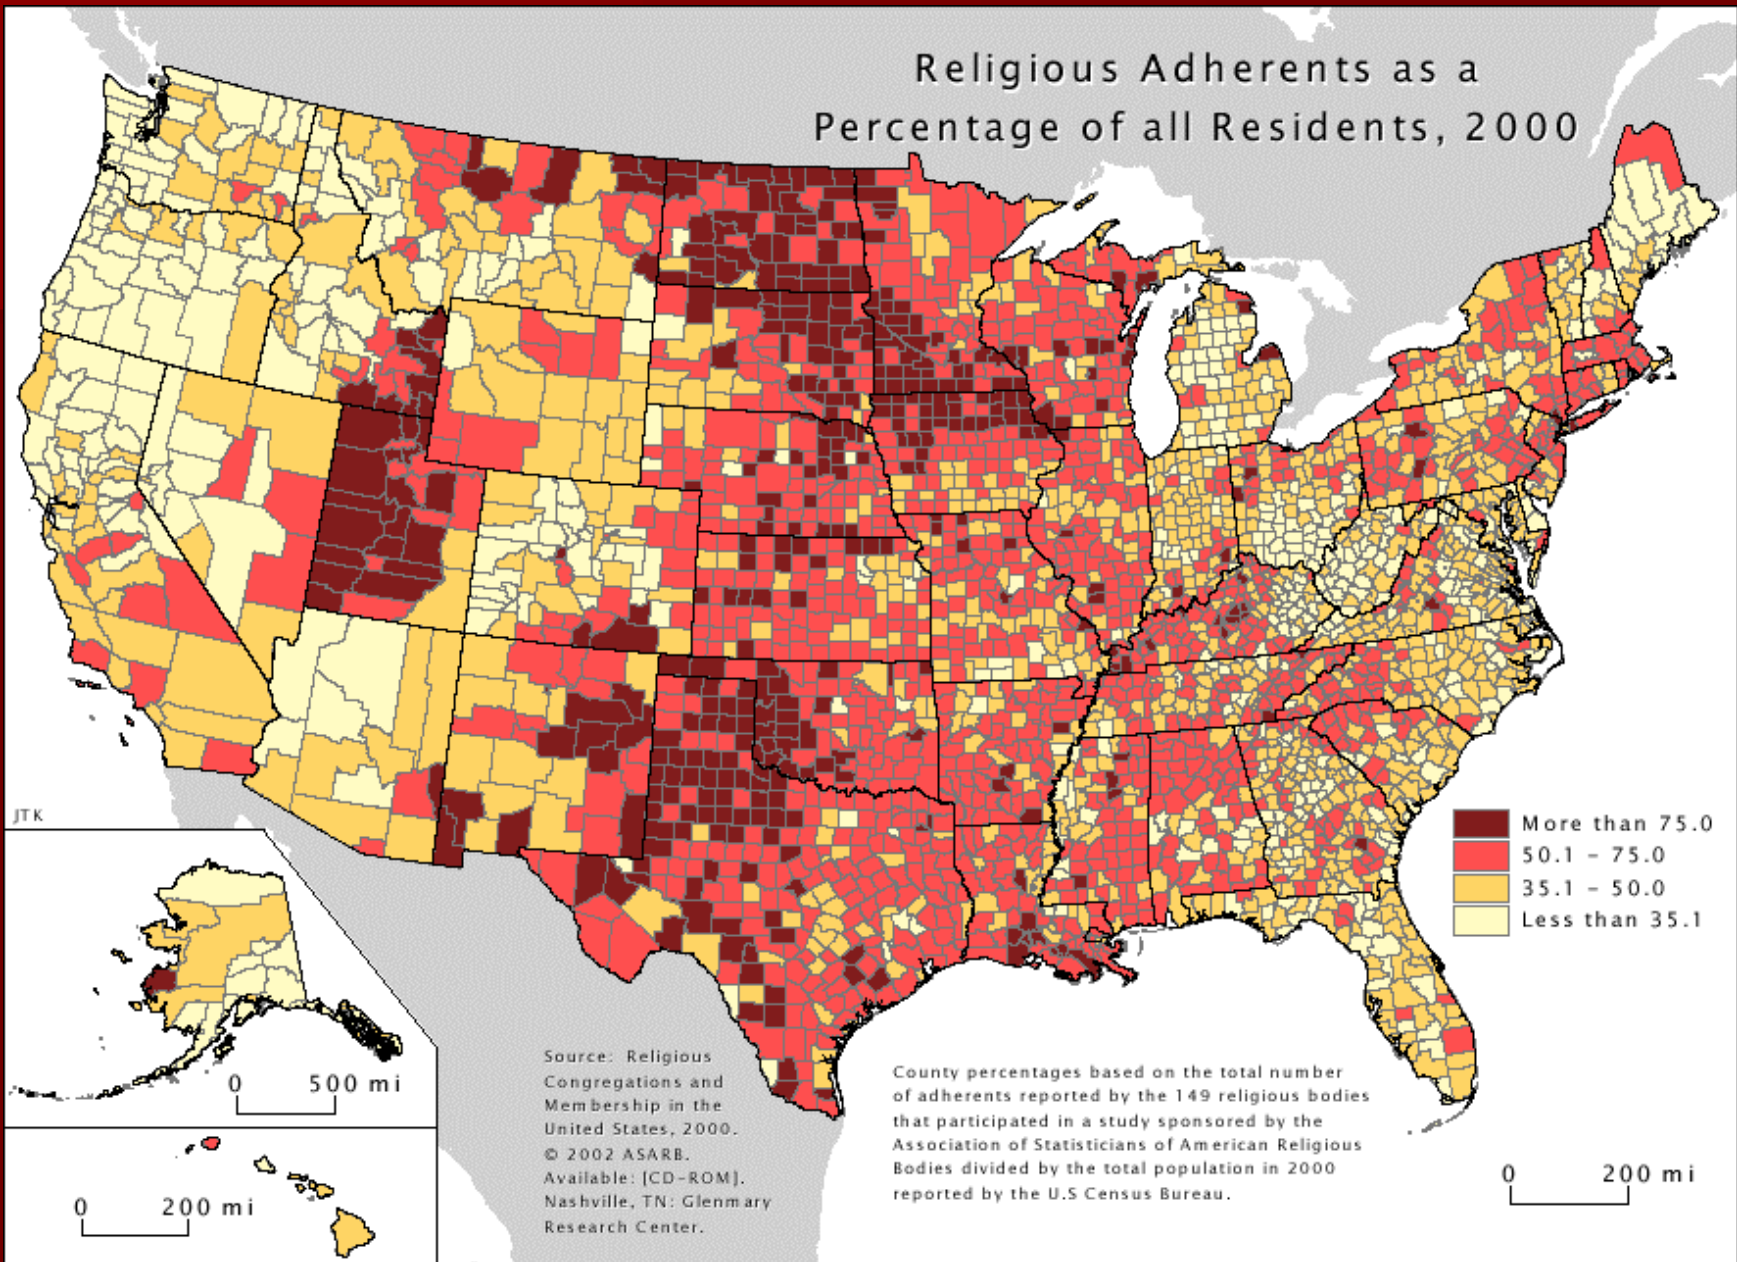 Religious Adherents as a
Percentage of all Residents, 2000
JTK
More than 75.0
50.1 – 75.0
35.1 – 50.0
Less than 35.1
0 500 mi
0 200 mi
Source: Religious
Congregations and
Membership in the
United States, 2000.
© 2002 ASARB.
Available: [CD-ROM].
Nashville, TN: Glenmary
Research Center.
County percentages based on the total number
of adherents reported by the 149 religious bodies
that participated in a study sponsored by the
Association of Statisticians of American Religious
Bodies divided by the total population in 2000
reported by the U.S Census Bureau.
0 200 mi